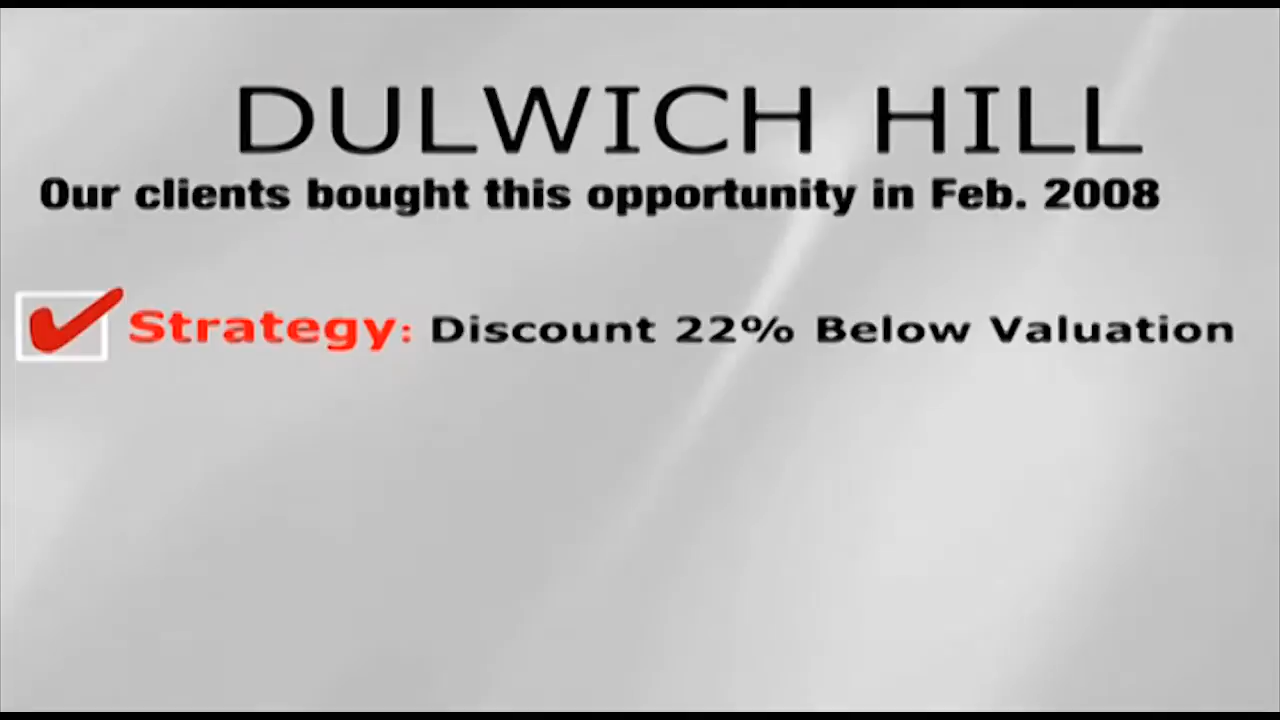 DULWICH HILL
Our clients bought this opportunity in Feb. 2008
Strategy: Discount 22% Below Valuation